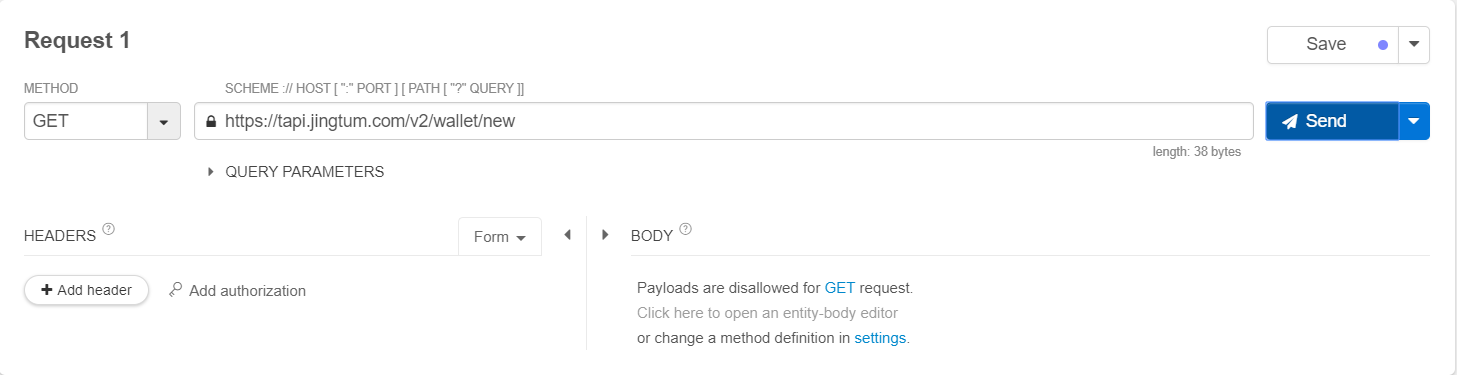 Request 1
Save
METHOD
SCHEME :// HOST [ ":" PORT ] [ PATH [ "?" QUERY ]]
GET
https://tapi.jingtum.com/v2/wallet/new
Send
length: 38 bytes
QUERY PARAMETERS
HEADERS ?
Form
BODY ?
+ Add header
Add authorization
Payloads are disallowed for GET request.
Click here to open an entity-body editor
or change a method definition in settings.